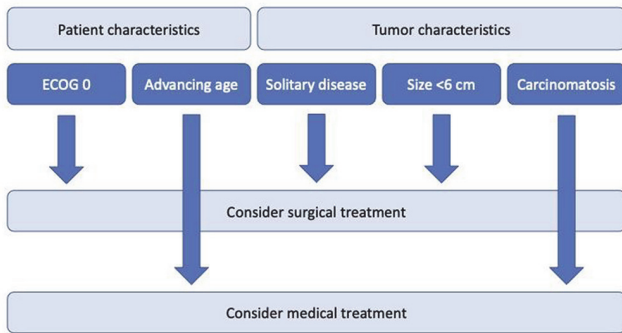 Patient characteristics
Tumor characteristics
ECOG 0
Advancing age
Solitary disease
Size <6 cm
Carcinomatosis
Consider surgical treatment
Consider medical treatment